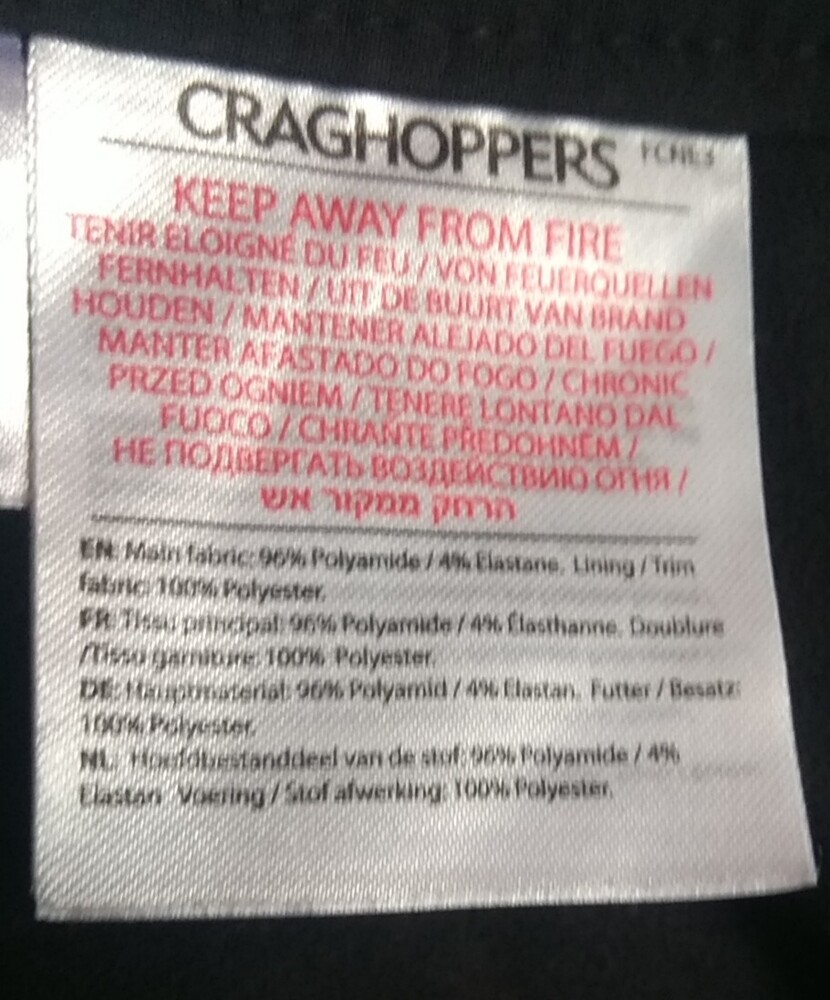 CRAGHOPPERS
KEEP AWAY FROM FIRE
TENIR ELOIGNÉ DU FEU / VON FEUERQUELLEN
FERNHALTEN / UIT DE BUURT VAN BRAND
HOUDEN / MANTENER ALEJADO DEL FUEGO /
MANTER AFASTADO DO FOGO / CHRONIC
PRZED OGNIEM / TENERE LONTANO DAL
FUOCO / CHRAŇTE PŘEDOHNĚM /
НЕ ПОДВЕРГАТЬ ВОЗДЕЙСТВИЮ ОГНЯ /
הרחק ממקור אש
EN: Main fabric: 96% Polyamide / 4% Elastane. Lining / Trim
fabric: 100% Polyester.
FR: Tissu principal: 96% Polyamide / 4% Élasthanne. Doublure
/Tissu garniture: 100% Polyester.
DE: Hauptmaterial: 96% Polyamid / 4% Elastan. Futter / Besatz:
100% Polyester.
NL: Hoofdbestanddeel van de stof: 96% Polyamide / 4%
Elastan Voering / Stof afwerking: 100% Polyester.